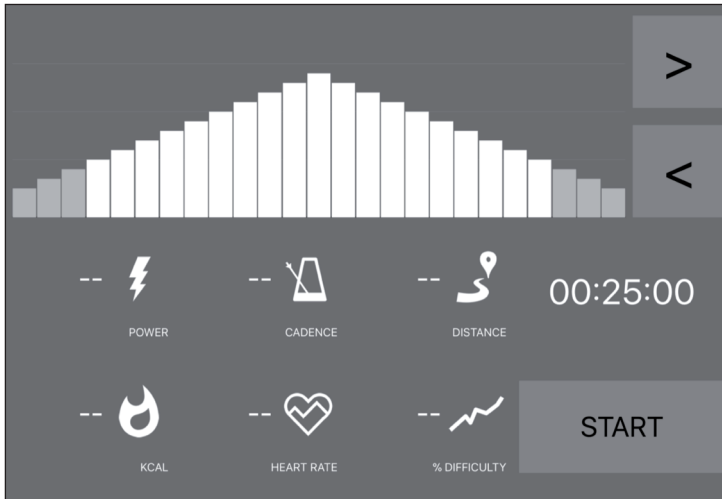 >
<
-- -- -- 00:25:00
POWER CADENCE DISTANCE
-- -- --
START
KCAL HEART RATE % DIFFICULTY